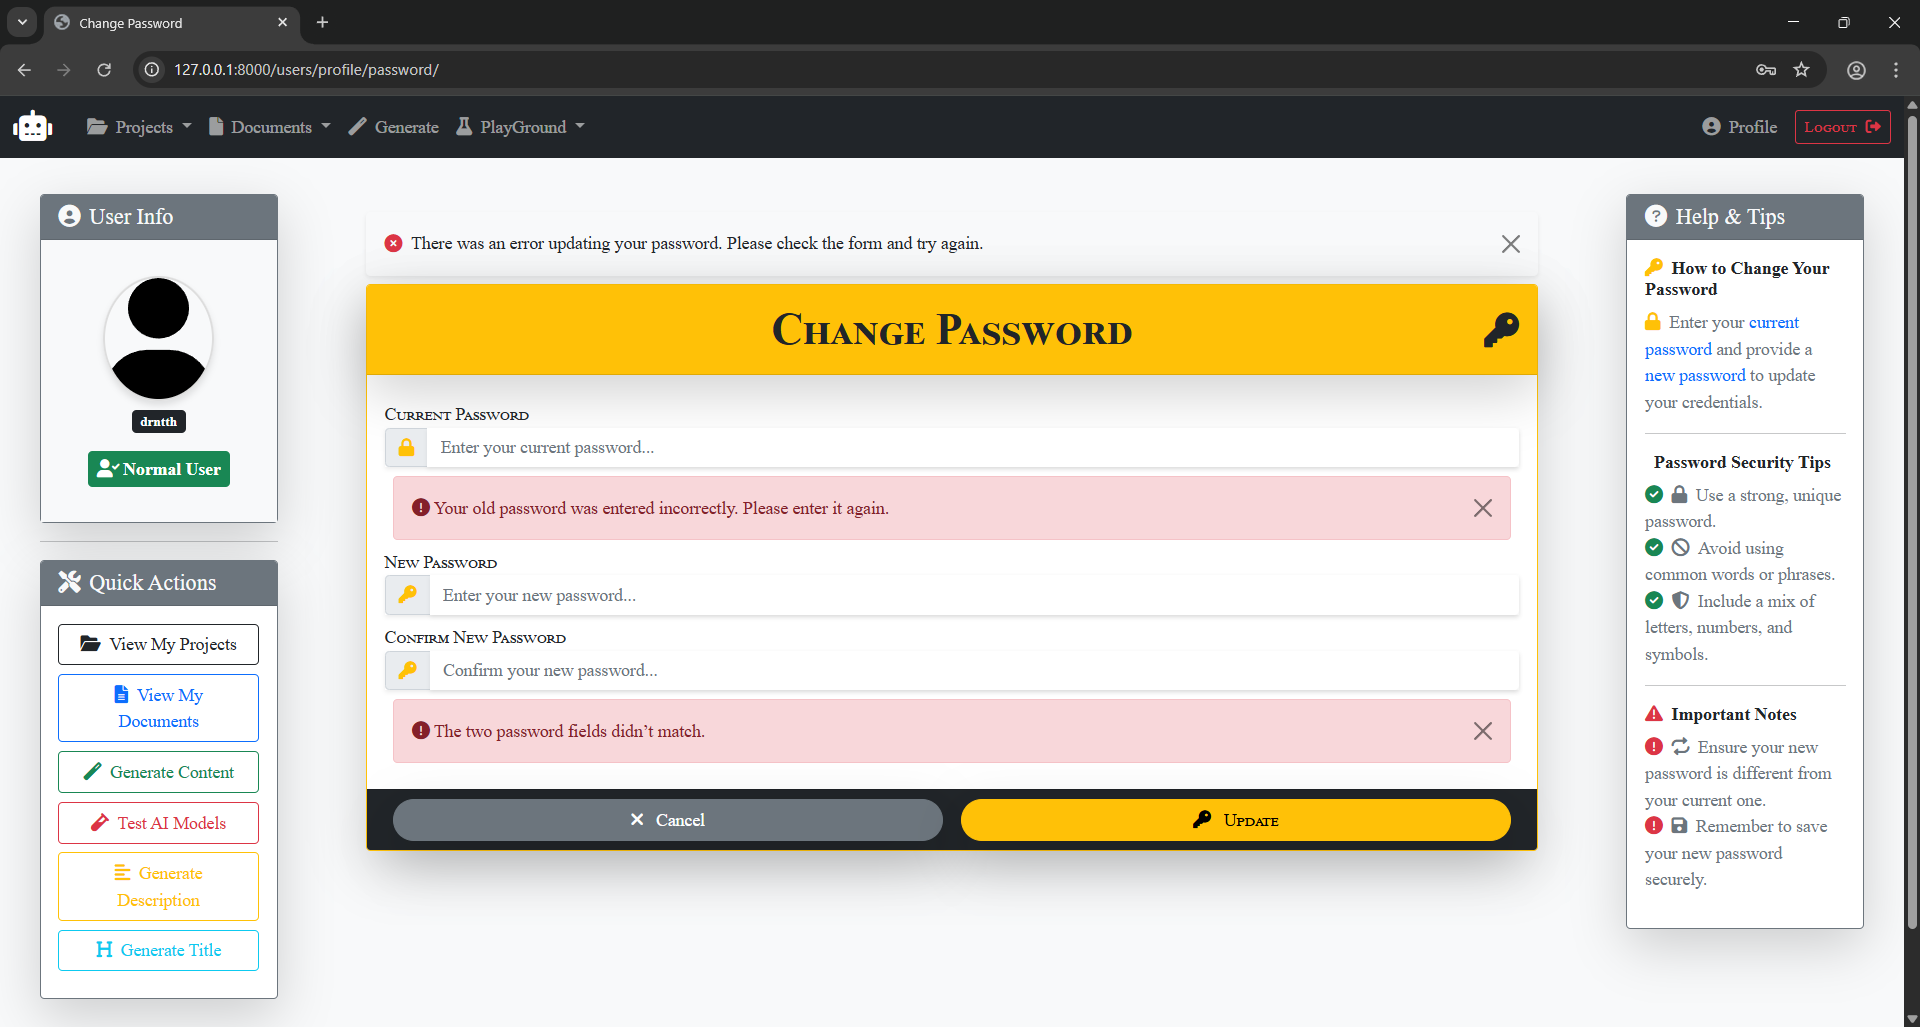 Change Password
127.0.0.1:8000/users/profile/password/
Projects
Documents
Generate
PlayGround
Profile
Logout
User Info
drntth
Normal User
Quick Actions
View My Projects
View My
Documents
Generate Content
Test AI Models
Generate
Description
Generate Title
There was an error updating your password. Please check the form and try again.
Change Password
Current Password
Enter your current password...
Your old password was entered incorrectly. Please enter it again.
New Password
Enter your new password...
Confirm New Password
Confirm your new password...
The two password fields didn’t match.
Cancel
Update
Help & Tips
How to Change Your
Password
Enter your current
password and provide a
new password to update
your credentials.
Password Security Tips
Use a strong, unique
password.
Avoid using
common words or phrases.
Include a mix of
letters, numbers, and
symbols.
Important Notes
Ensure your new
password is different from
your current one.
Remember to save
your new password
securely.